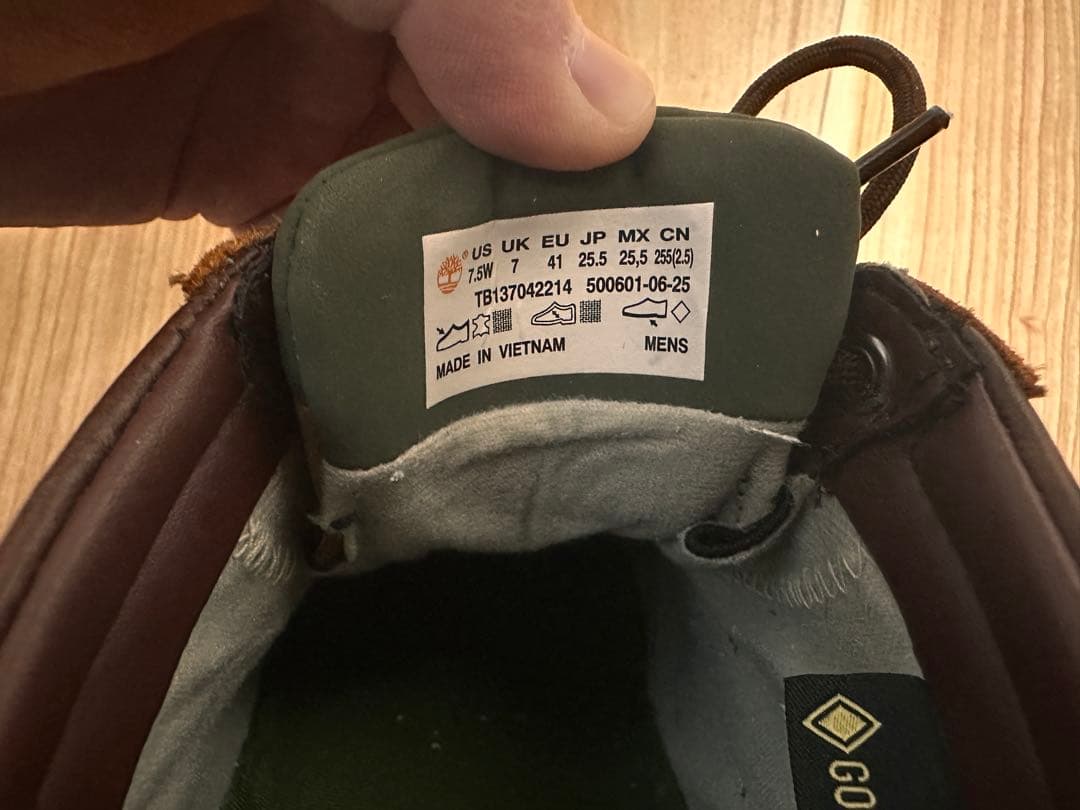 ® US UK EU JP MX CN
7.5W 7 41 25.5 25,5 255(2.5)
TB137042214 500601-06-25
MADE IN VIETNAM MENS
GO